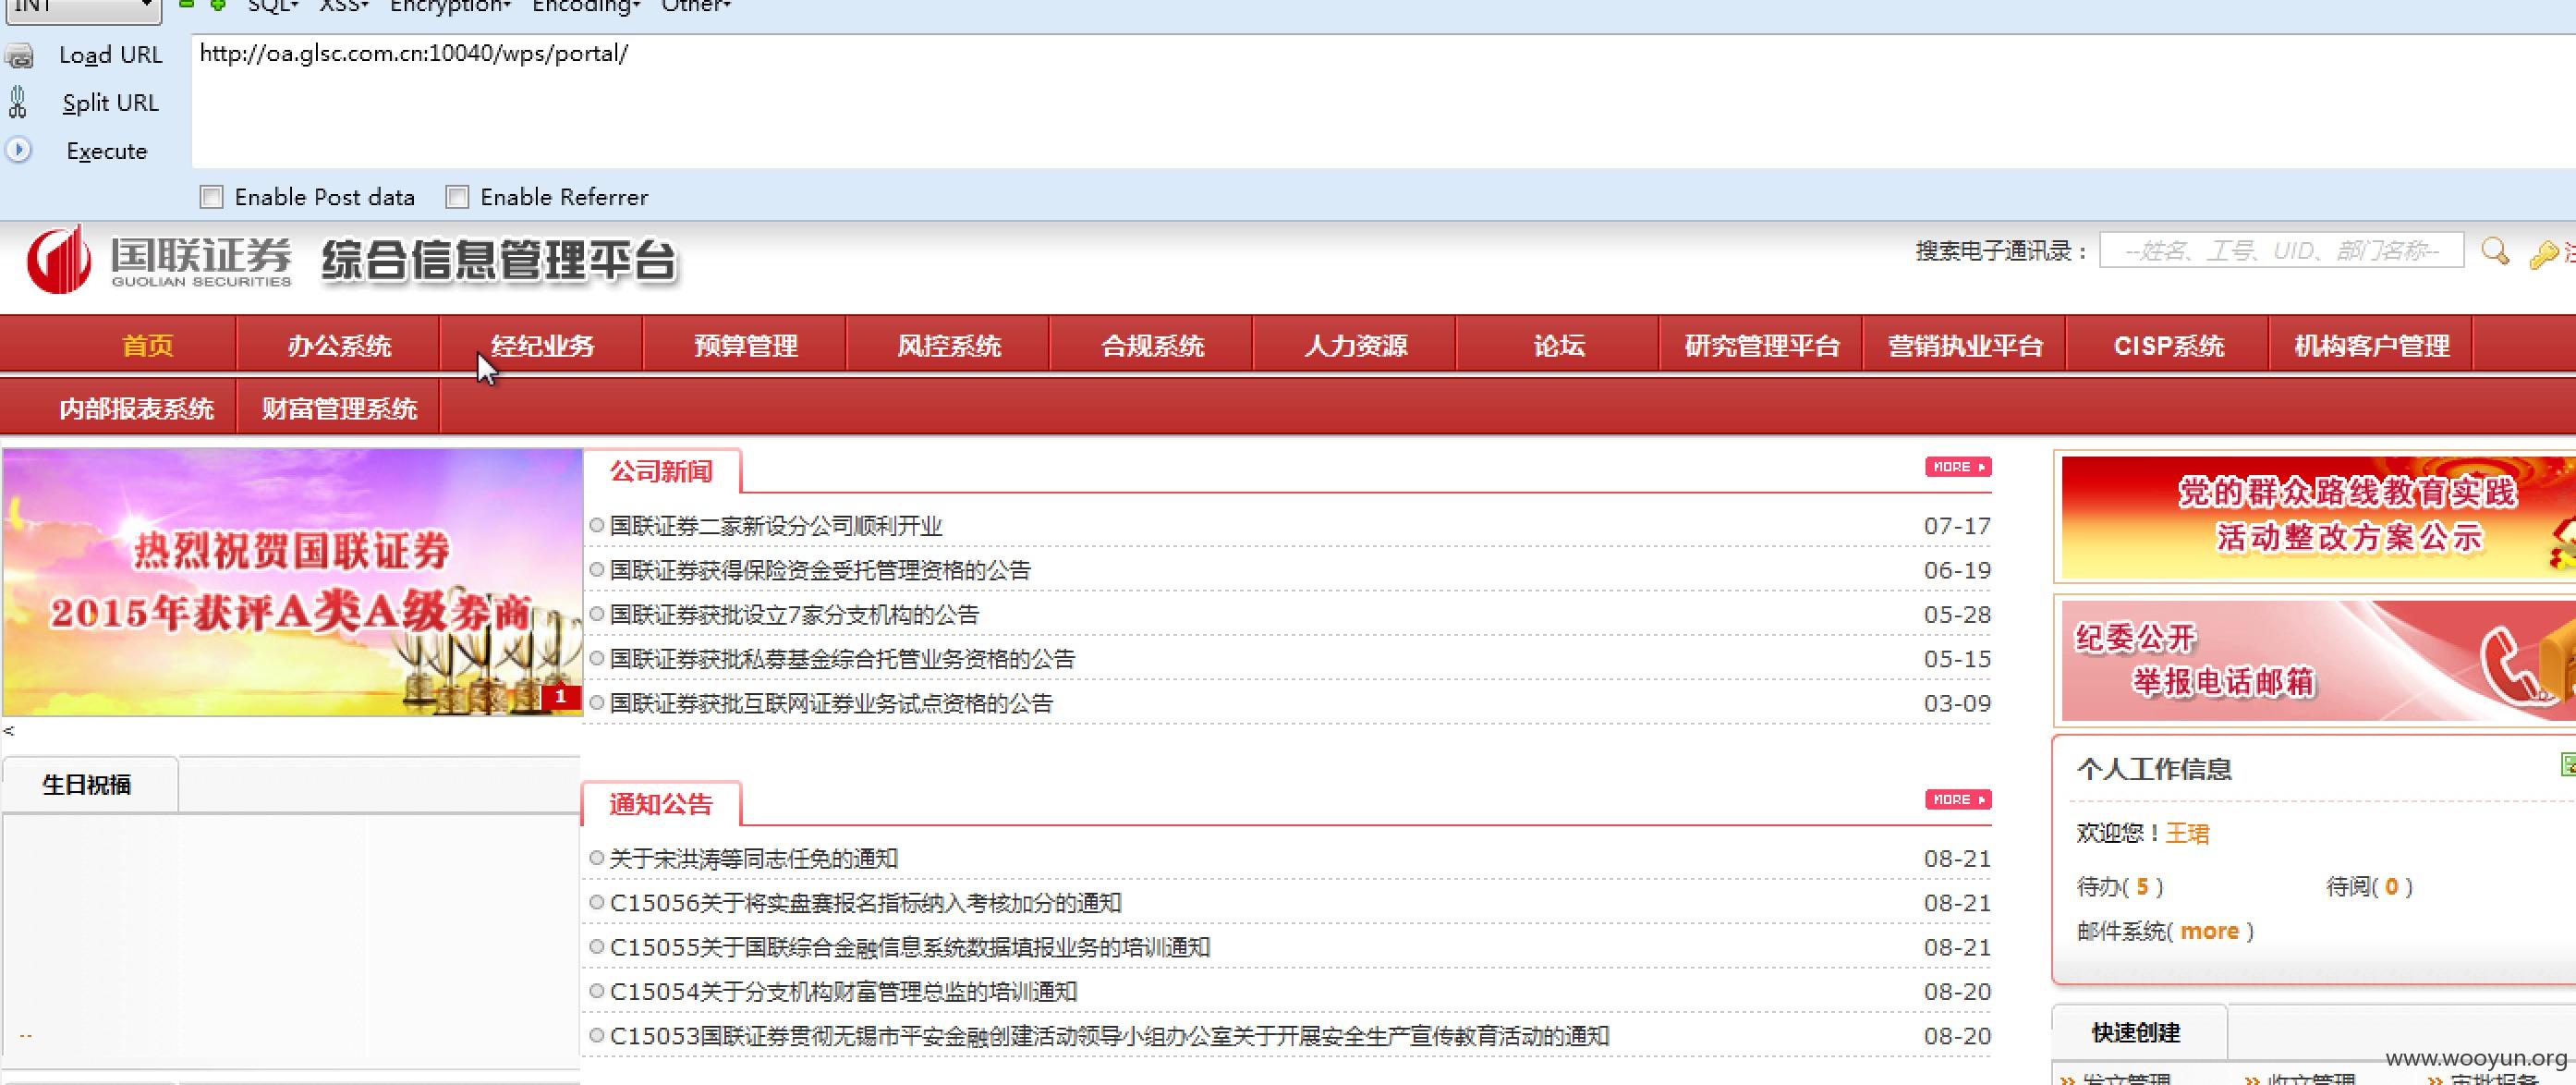 INT SQL▾ XSS▾ Encryption▾ Encoding▾ Other▾
Load URL
http://oa.glsc.com.cn:10040/wps/portal/
Split URL
Execute
Enable Post data Enable Referrer
国联证券 综合信息管理平台
GUOLIAN SECURITIES
搜索电子通讯录： --姓名、工号、UID、部门名称--
首页 办公系统 经纪业务 预算管理 风控系统 合规系统 人力资源 论坛 研究管理平台 营销执业平台 CISP系统 机构客户管理
内部报表系统 财富管理系统
热烈祝贺国联证券
2015年获评A类A级券商
1
<
生日祝福
--
公司新闻 MORE
国联证券二家新设分公司顺利开业 07-17
国联证券获得保险资金受托管理资格的公告 06-19
国联证券获批设立7家分支机构的公告 05-28
国联证券获批私募基金综合托管业务资格的公告 05-15
国联证券获批互联网证券业务试点资格的公告 03-09
通知公告 MORE
关于宋洪涛等同志任免的通知 08-21
C15056关于将实盘赛报名指标纳入考核加分的通知 08-21
C15055关于国联综合金融信息系统数据填报业务的培训通知 08-21
C15054关于分支机构财富管理总监的培训通知 08-20
C15053国联证券贯彻无锡市平安金融创建活动领导小组办公室关于开展安全生产宣传教育活动的通知 08-20
党的群众路线教育实践
活动整改方案公示
纪委公开
举报电话邮箱
个人工作信息
欢迎您！王珺
待办( 5 ) 待阅( 0 )
邮件系统( more )
快速创建
发文管理 收文管理 审批报备
www.wooyun.org